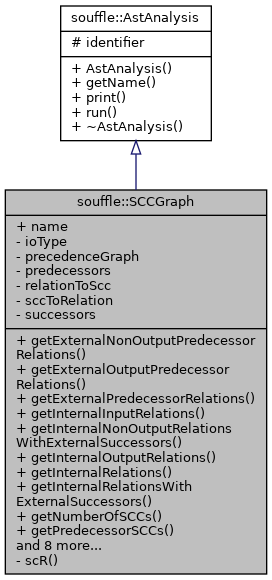 souffle::AstAnalysis
# identifier
+ AstAnalysis()
+ getName()
+ print()
+ run()
+ ~AstAnalysis()
souffle::SCCGraph
+ name
- ioType
- precedenceGraph
- predecessors
- relationToScc
- sccToRelation
- successors
+ getExternalNonOutputPredecessor
Relations()
+ getExternalOutputPredecessor
Relations()
+ getExternalPredecessorRelations()
+ getInternalInputRelations()
+ getInternalNonOutputRelations
WithExternalSuccessors()
+ getInternalOutputRelations()
+ getInternalRelations()
+ getInternalRelationsWith
ExternalSuccessors()
+ getNumberOfSCCs()
+ getPredecessorSCCs()
and 8 more...
- scR()